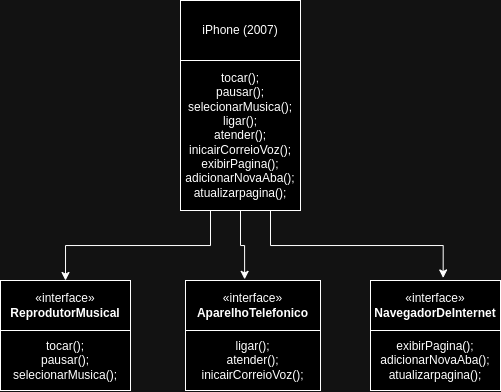 iPhone (2007)
tocar();
pausar();
selecionarMusica();
ligar();
atender();
inicairCorreioVoz();
exibirPagina();
adicionarNovaAba();
atualizarpagina();
«interface»
ReprodutorMusical
tocar();
pausar();
selecionarMusica();
«interface»
AparelhoTelefonico
ligar();
atender();
inicairCorreioVoz();
«interface»
NavegadorDeInternet
exibirPagina();
adicionarNovaAba();
atualizarpagina();